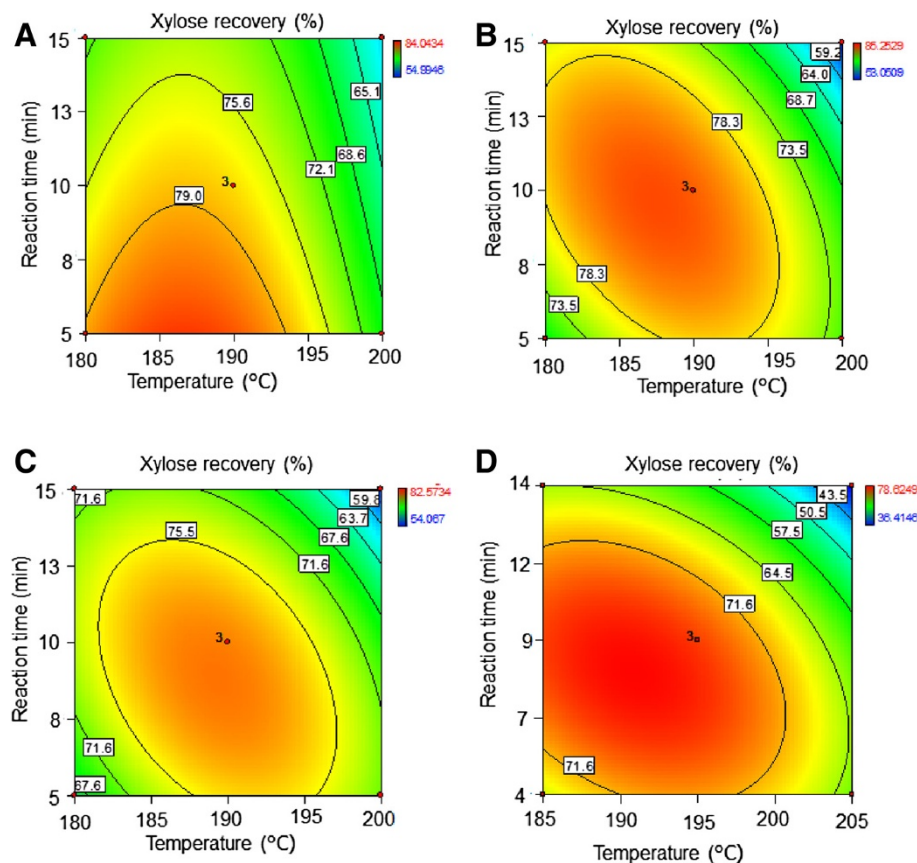 A
Xylose recovery (%)
84.0434
54.9946
Reaction time (min)
15
13
10
8
5
75.6
79.0
72.1
68.6
65.1
3
180 185 190 195 200
Temperature (°C)
B
Xylose recovery (%)
85.2529
53.0509
Reaction time (min)
15
13
10
8
5
59.2
64.0
68.7
78.3
73.5
3
78.3
73.5
180 185 190 195 200
Temperature (°C)
C
Xylose recovery (%)
82.5734
54.067
Reaction time (min)
15
13
10
8
5
71.6
59.8
63.7
67.6
71.6
75.5
3
71.6
67.6
180 185 190 195 200
Temperature (°C)
D
Xylose recovery (%)
78.6249
36.4146
Reaction time (min)
14
12
9
7
4
43.5
50.5
57.5
64.5
71.6
3
71.6
185 190 195 200 205
Temperature (°C)